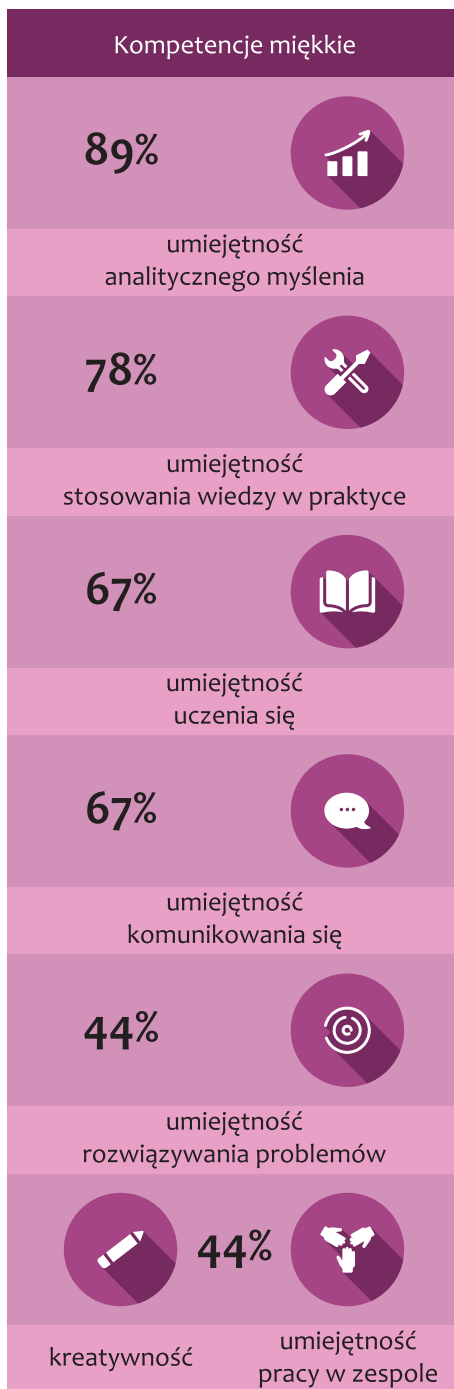 Kompetencje miękkie
89%
umiejętność
analitycznego myślenia
78%
umiejętność
stosowania wiedzy w praktyce
67%
umiejętność
uczenia się
67%
umiejętność
komunikowania się
44%
umiejętność
rozwiązywania problemów
44%
kreatywność
umiejętność
pracy w zespole